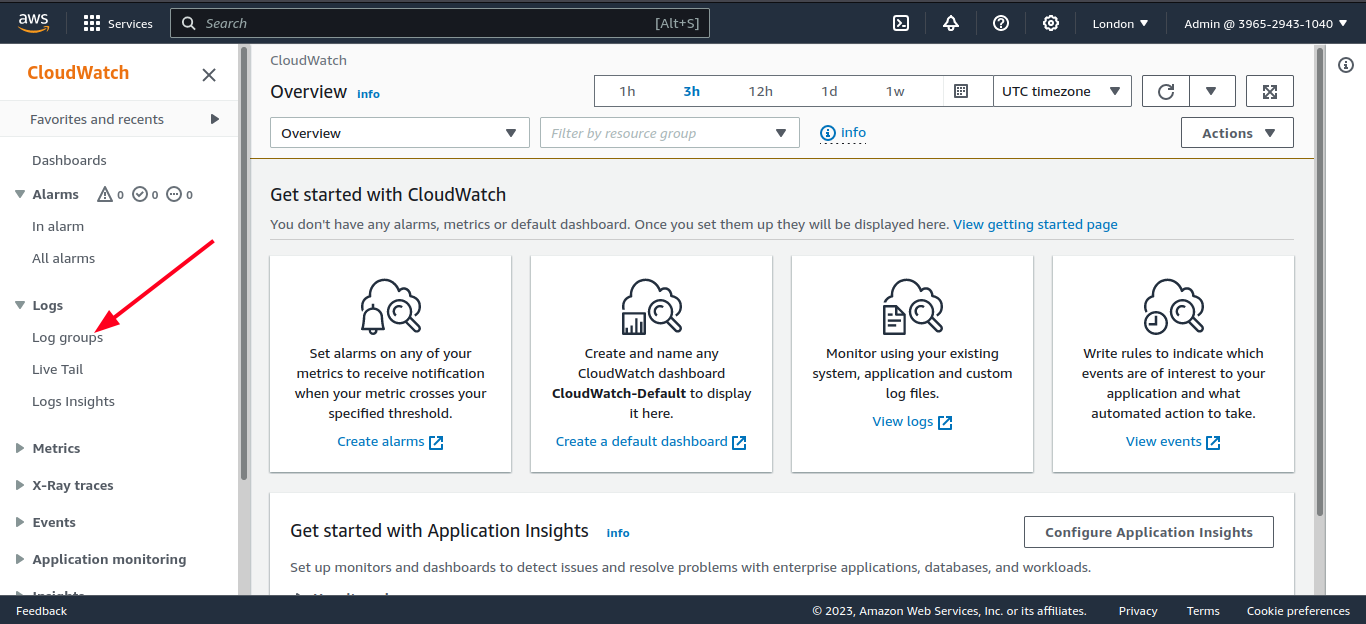 aws
Services
Search
[Alt+S]
London
Admin @ 3965-2943-1040
CloudWatch
Favorites and recents
Dashboards
Alarms 0 0 0
In alarm
All alarms
Logs
Log groups
Live Tail
Logs Insights
Metrics
X-Ray traces
Events
Application monitoring
Insights
CloudWatch
Overview Info
1h 3h 12h 1d 1w
UTC timezone
Overview
Filter by resource group
Info
Actions
Get started with CloudWatch
You don't have any alarms, metrics or default dashboard. Once you set them up they will be displayed here. View getting started page
Set alarms on any of your
metrics to receive notification
when your metric crosses your
specified threshold.
Create alarms
Create and name any
CloudWatch dashboard
CloudWatch-Default to display
it here.
Create a default dashboard
Monitor using your existing
system, application and custom
log files.
View logs
Write rules to indicate which
events are of interest to your
application and what
automated action to take.
View events
Get started with Application Insights Info
Configure Application Insights
Set up monitors and dashboards to detect issues and resolve problems with enterprise applications, databases, and workloads.
Feedback
© 2023, Amazon Web Services, Inc. or its affiliates.
Privacy
Terms
Cookie preferences